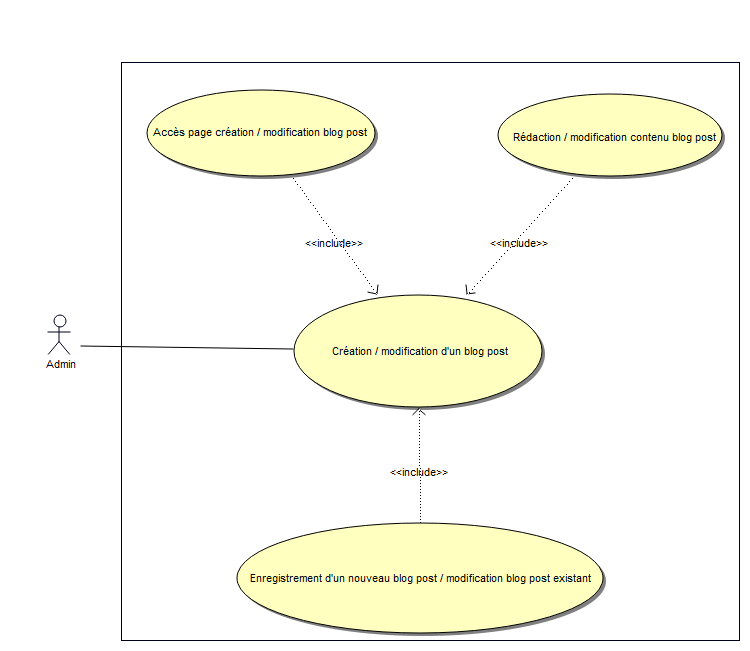 Accès page création / modification blog post
Rédaction / modification contenu blog post
<<include>>
<<include>>
Création / modification d'un blog post
Admin
<<include>>
Enregistrement d'un nouveau blog post / modification blog post existant